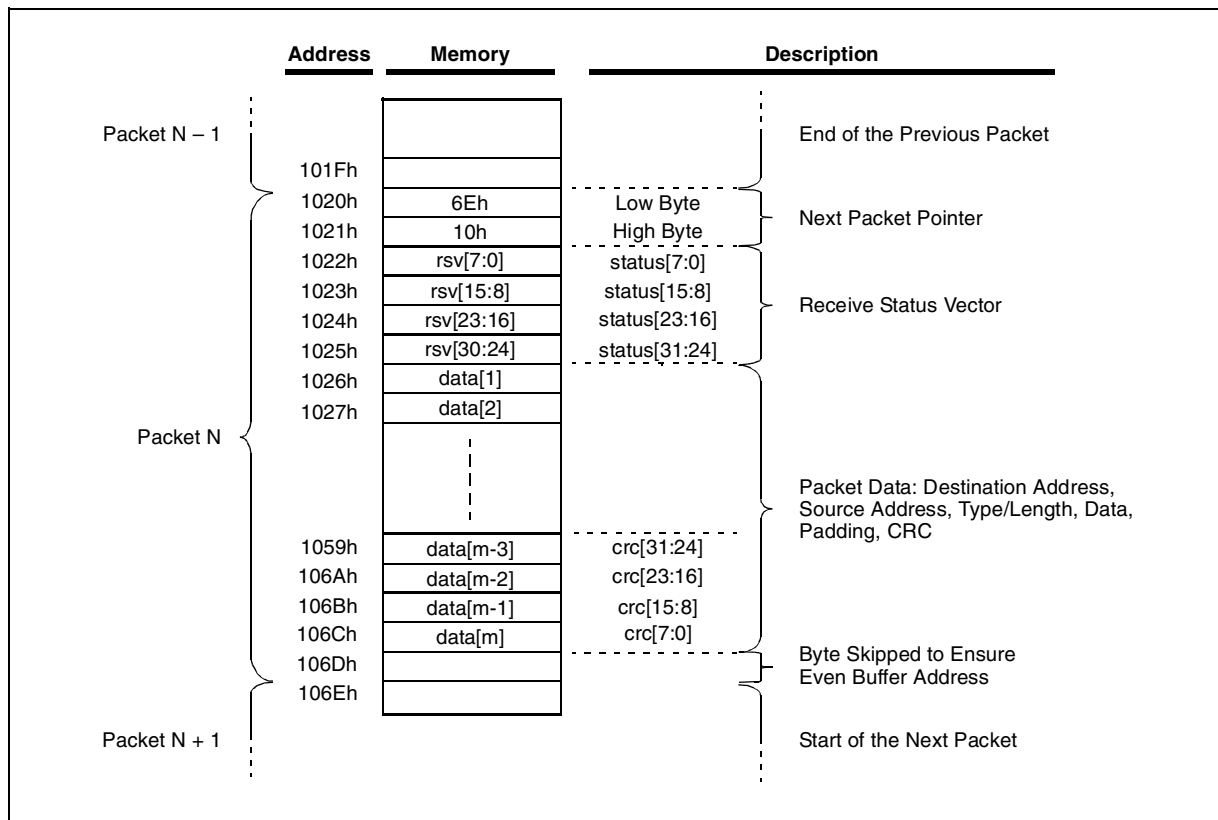 Address Memory Description
Packet N – 1 End of the Previous Packet
101Fh
1020h 6Eh Low Byte
Next Packet Pointer
1021h 10h High Byte
1022h rsv[7:0] status[7:0]
1023h rsv[15:8] status[15:8]
Receive Status Vector
1024h rsv[23:16] status[23:16]
1025h rsv[30:24] status[31:24]
1026h data[1]
1027h data[2]
Packet N
Packet Data: Destination Address,
Source Address, Type/Length, Data,
Padding, CRC
1059h data[m-3] crc[31:24]
106Ah data[m-2] crc[23:16]
106Bh data[m-1] crc[15:8]
106Ch data[m] crc[7:0]
Byte Skipped to Ensure
Even Buffer Address
106Dh
106Eh
Packet N + 1 Start of the Next Packet